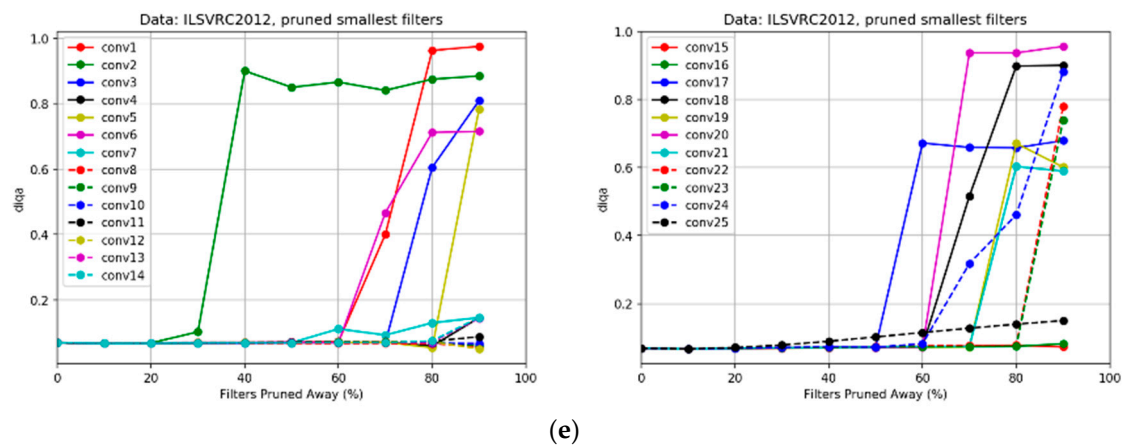 Data: ILSVRC2012, pruned smallest filters
1.0
0.8
0.6
0.4
0.2
diqa
conv1
conv2
conv3
conv4
conv5
conv6
conv7
conv8
conv9
conv10
conv11
conv12
conv13
conv14
0
20
40
60
80
100
Filters Pruned Away (%)
Data: ILSVRC2012, pruned smallest filters
1.0
0.8
0.6
0.4
0.2
diqa
conv15
conv16
conv17
conv18
conv19
conv20
conv21
conv22
conv23
conv24
conv25
0
20
40
60
80
100
Filters Pruned Away (%)
(e)